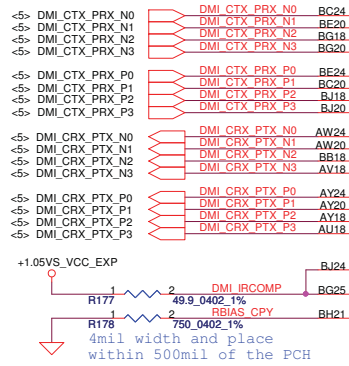 <5> DMI_CTX_PRX_N0 DMI_CTX_PRX_N0 BC24
<5> DMI_CTX_PRX_N1 DMI_CTX_PRX_N1 BE20
<5> DMI_CTX_PRX_N2 DMI_CTX_PRX_N2 BG18
<5> DMI_CTX_PRX_N3 DMI_CTX_PRX_N3 BG20
<5> DMI_CTX_PRX_P0 DMI_CTX_PRX_P0 BE24
<5> DMI_CTX_PRX_P1 DMI_CTX_PRX_P1 BC20
<5> DMI_CTX_PRX_P2 DMI_CTX_PRX_P2 BJ18
<5> DMI_CTX_PRX_P3 DMI_CTX_PRX_P3 BJ20
<5> DMI_CRX_PTX_N0 DMI_CRX_PTX_N0 AW24
<5> DMI_CRX_PTX_N1 DMI_CRX_PTX_N1 AW20
<5> DMI_CRX_PTX_N2 DMI_CRX_PTX_N2 BB18
<5> DMI_CRX_PTX_N3 DMI_CRX_PTX_N3 AV18
<5> DMI_CRX_PTX_P0 DMI_CRX_PTX_P0 AY24
<5> DMI_CRX_PTX_P1 DMI_CRX_PTX_P1 AY20
<5> DMI_CRX_PTX_P2 DMI_CRX_PTX_P2 AY18
<5> DMI_CRX_PTX_P3 DMI_CRX_PTX_P3 AU18
+1.05VS_VCC_EXP BJ24
1 2 DMI_IRCOMP BG25
R177 49.9_0402_1%
1 2 RBIAS_CPY BH21
R178 750_0402_1%
4mil width and place
within 500mil of the PCH